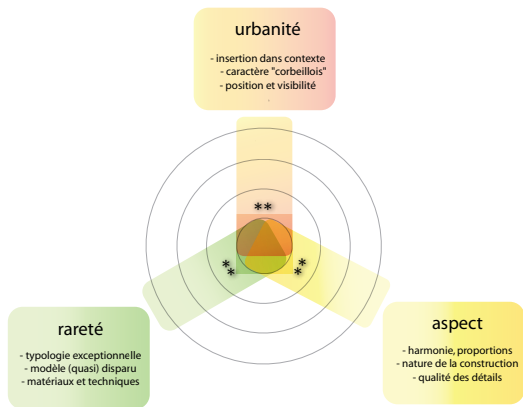 urbanité
- insertion dans contexte
- caractère "corbeillois"
- position et visibilité
**
**
**
rareté
- typologie exceptionnelle
- modèle (quasi) disparu
- matériaux et techniques
aspect
- harmonie, proportions
- nature de la construction
- qualité des détails